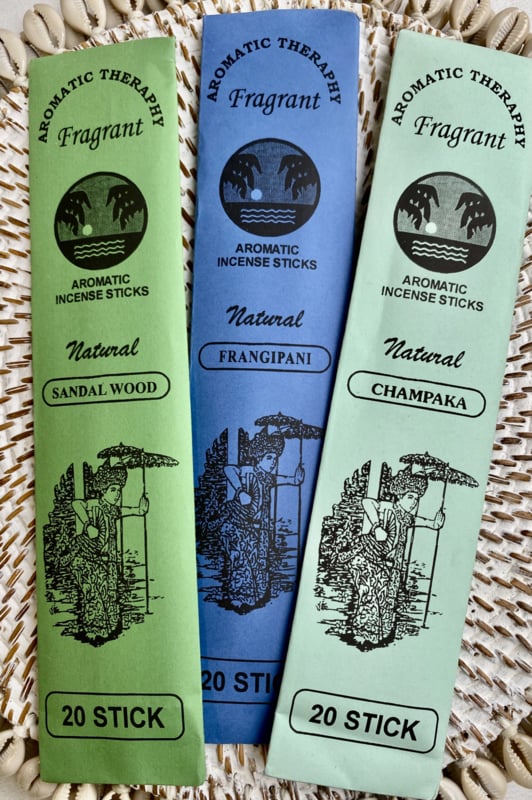 AROMATIC THERAPHY
Fragrant
AROMATIC
INCENSE STICKS
Natural
SANDAL WOOD
20 STICK
AROMATIC THERAPHY
Fragrant
AROMATIC
INCENSE STICKS
Natural
FRANGIPANI
20 STI
AROMATIC THERAPHY
Fragrant
AROMATIC
INCENSE STICKS
Natural
CHAMPAKA
20 STICK